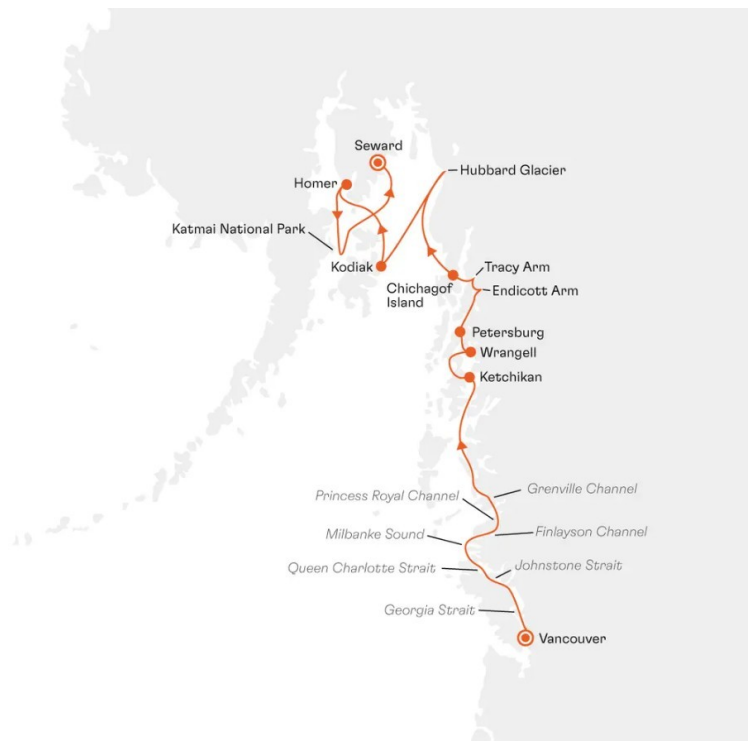 Seward
Hubbard Glacier
Homer
Katmai National Park
Kodiak
Tracy Arm
Chichagof
Island
Endicott Arm
Petersburg
Wrangell
Ketchikan
Grenville Channel
Princess Royal Channel
Finlayson Channel
Milbanke Sound
Johnstone Strait
Queen Charlotte Strait
Georgia Strait
Vancouver